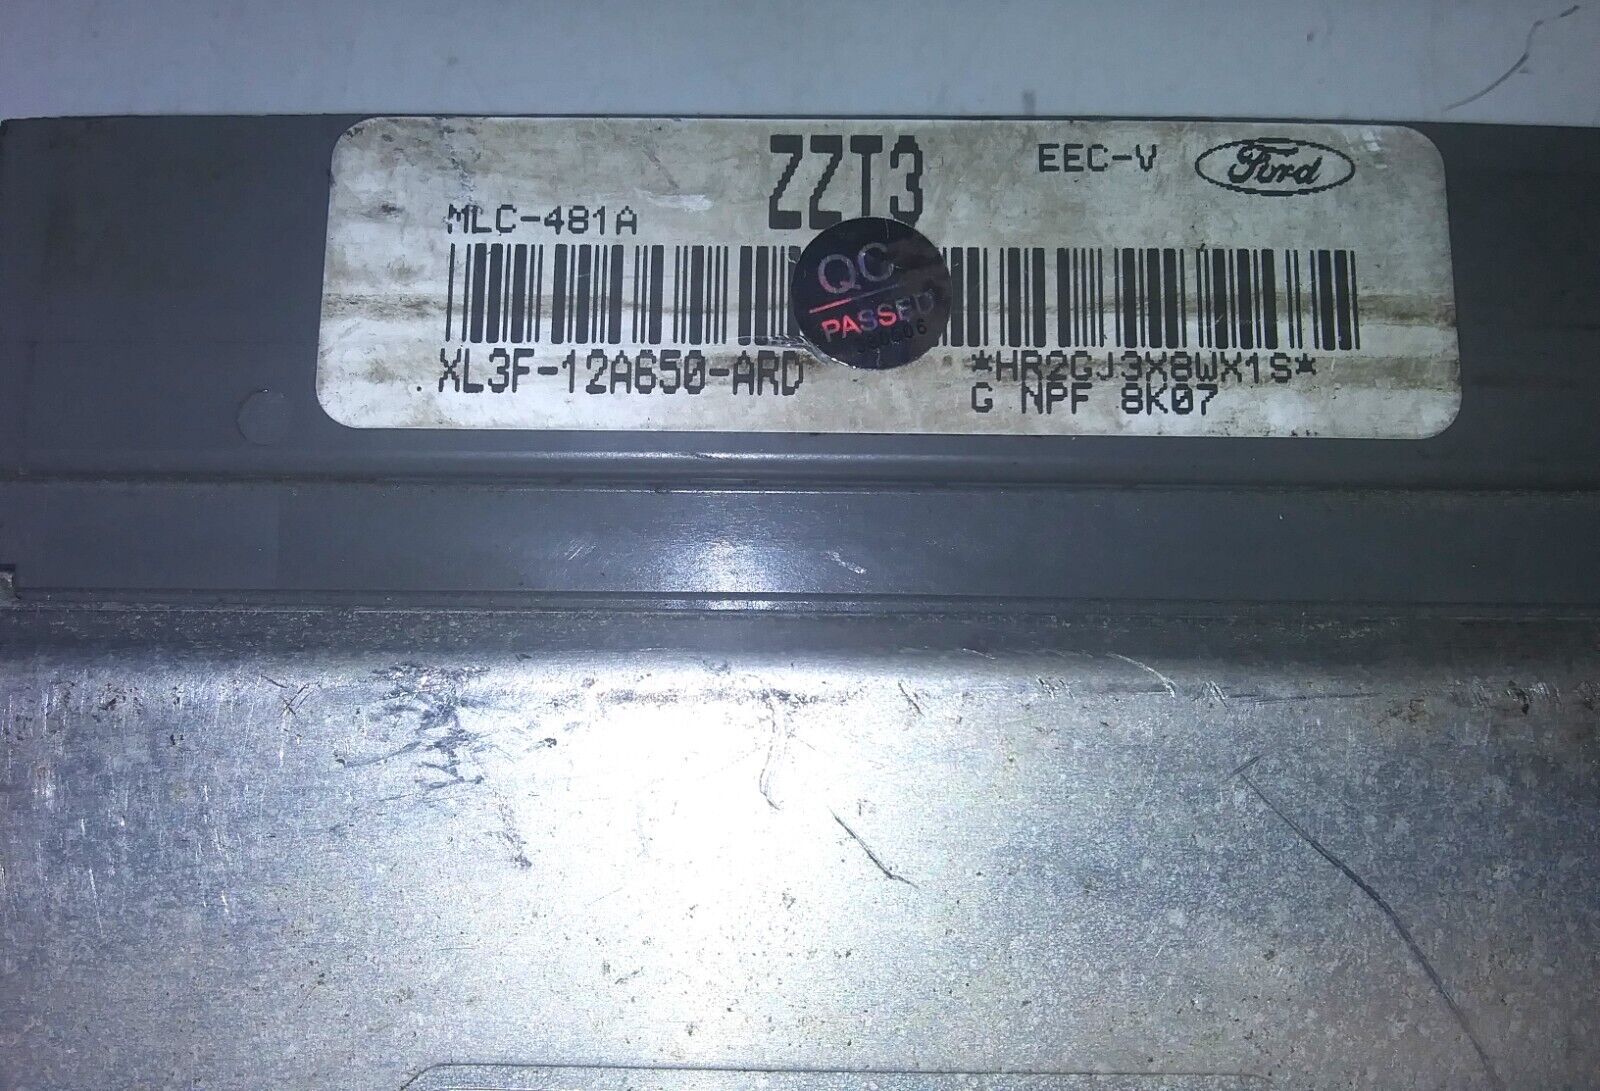 ZZT3
EEC-V Ford
MLC-481A
QC
PASSED
XL3F-12A650-ARD
*HR2GJ3X8WX1S*
G NPF 8K07